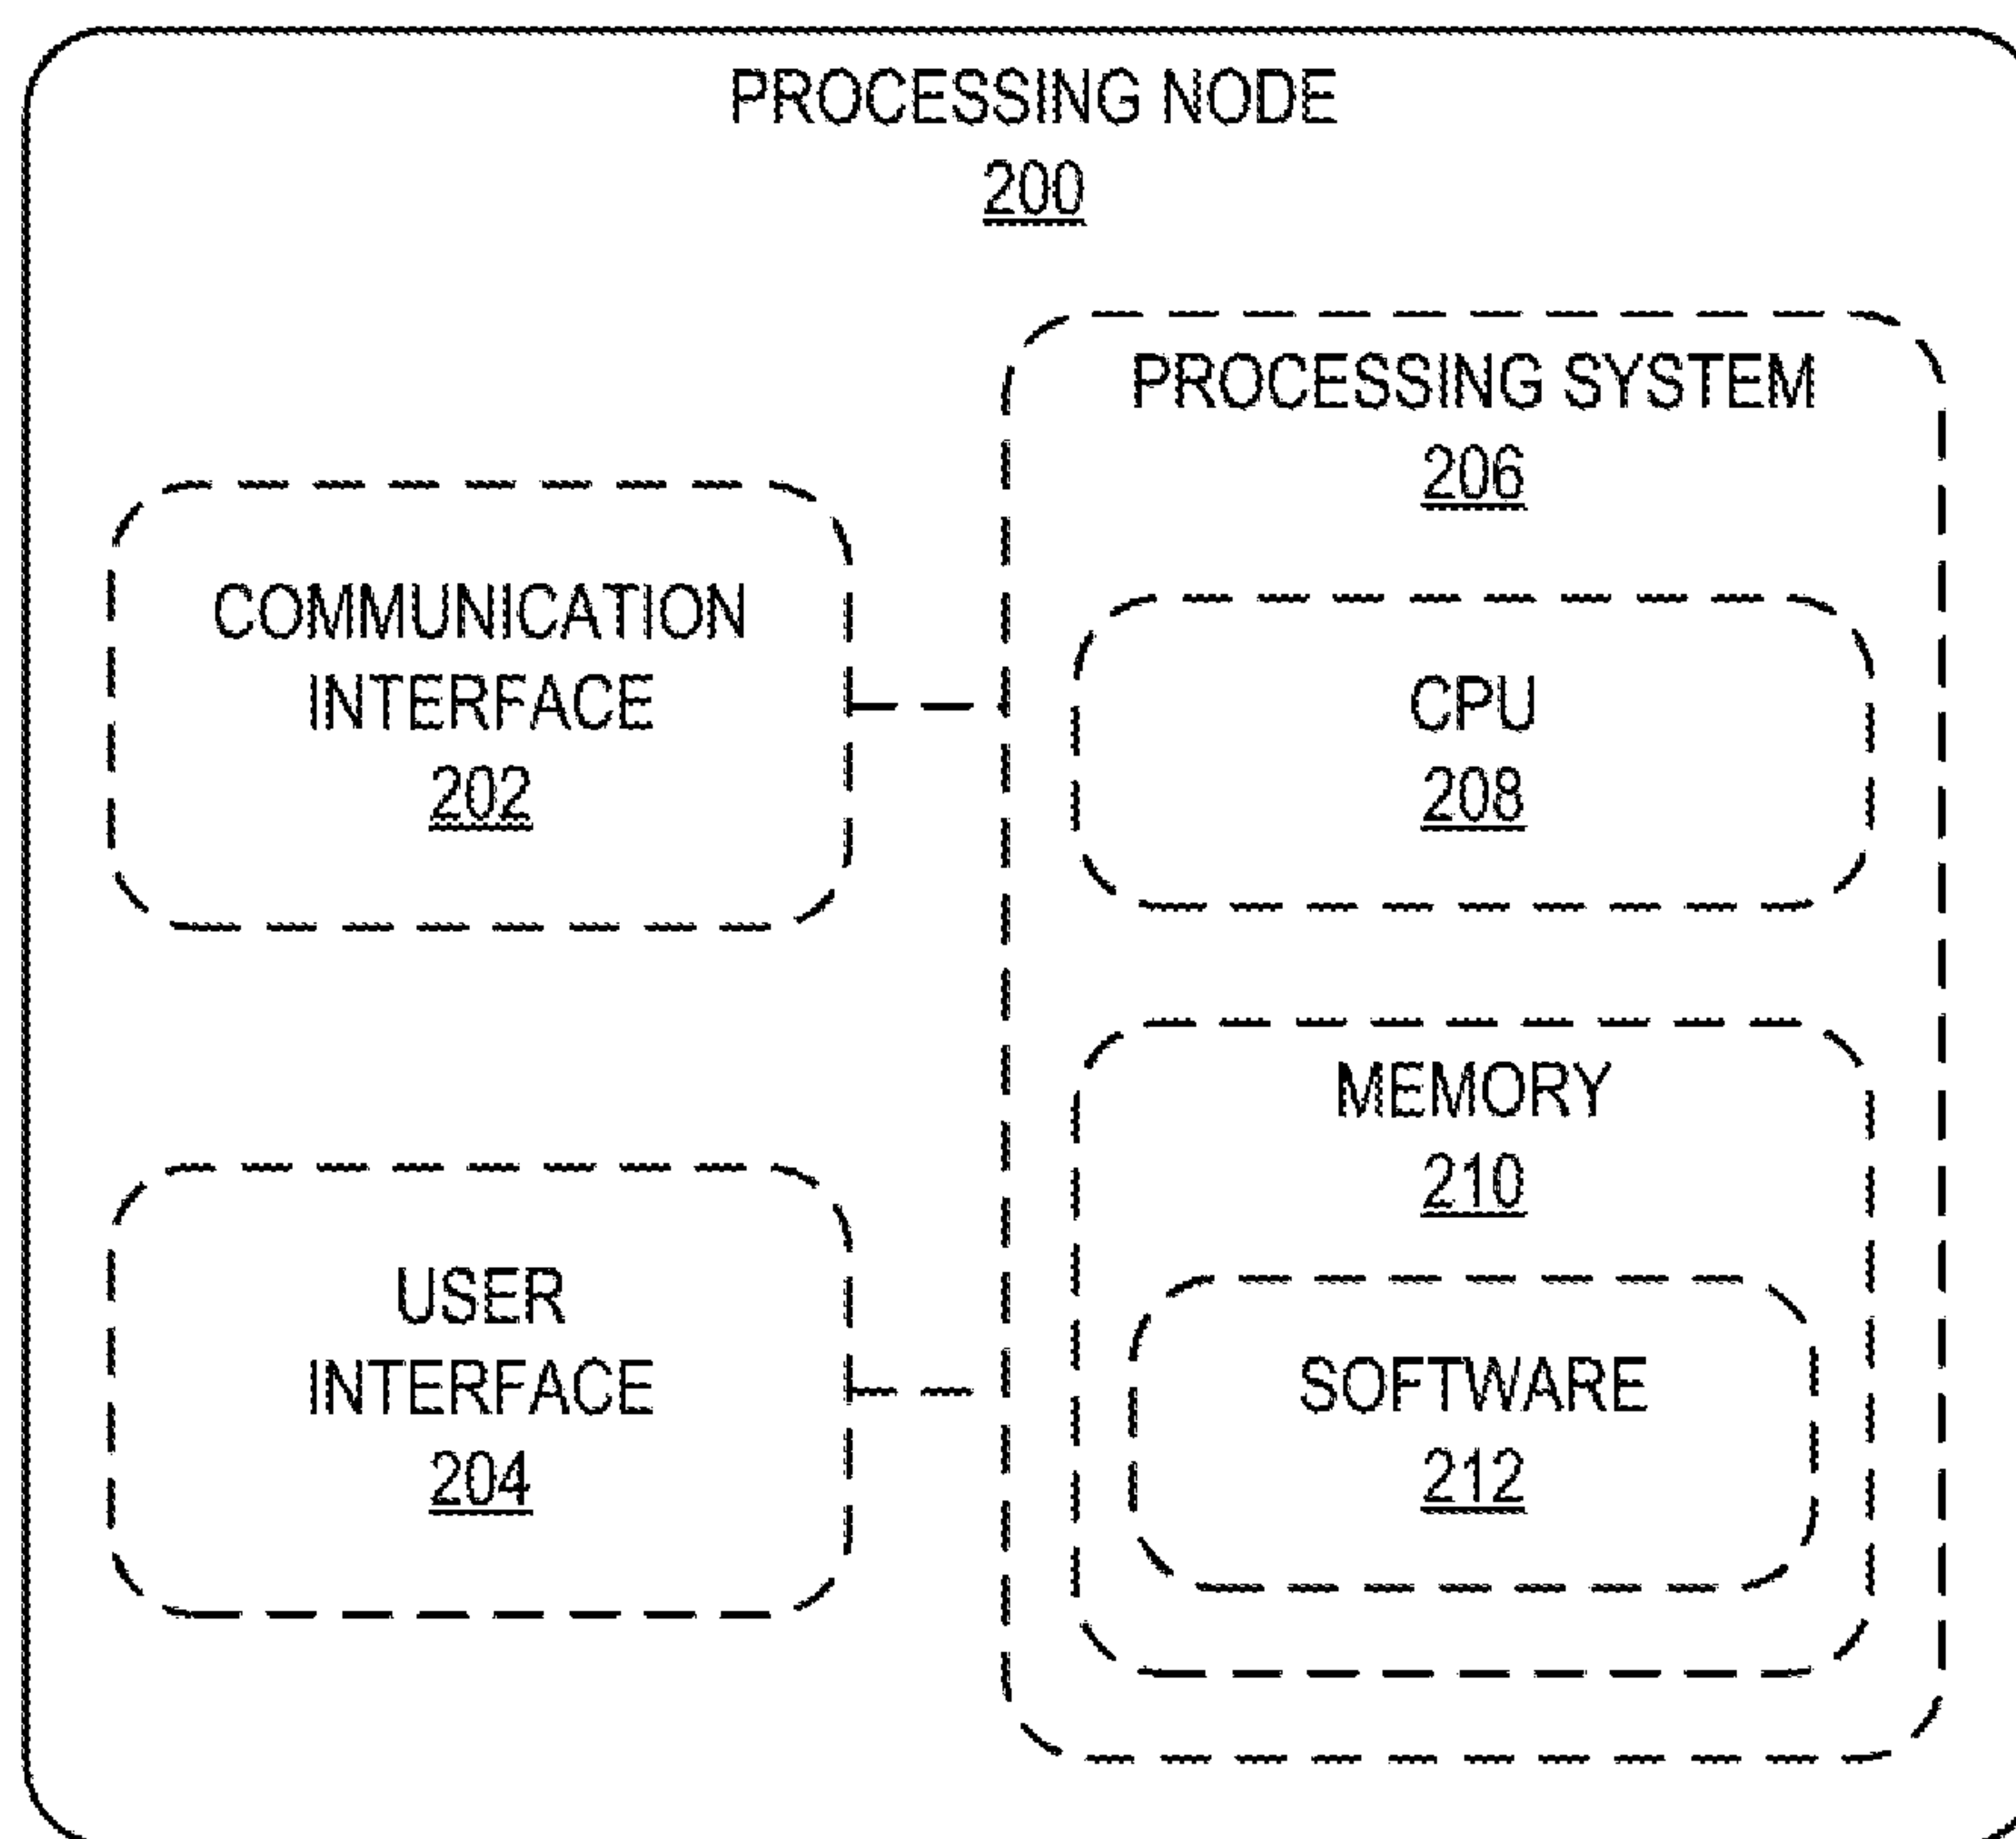 PROCESSING NODE
200
PROCESSING SYSTEM
206
COMMUNICATION
INTERFACE
202
CPU
208
MEMORY
210
USER
INTERFACE
204
SOFTWARE
212